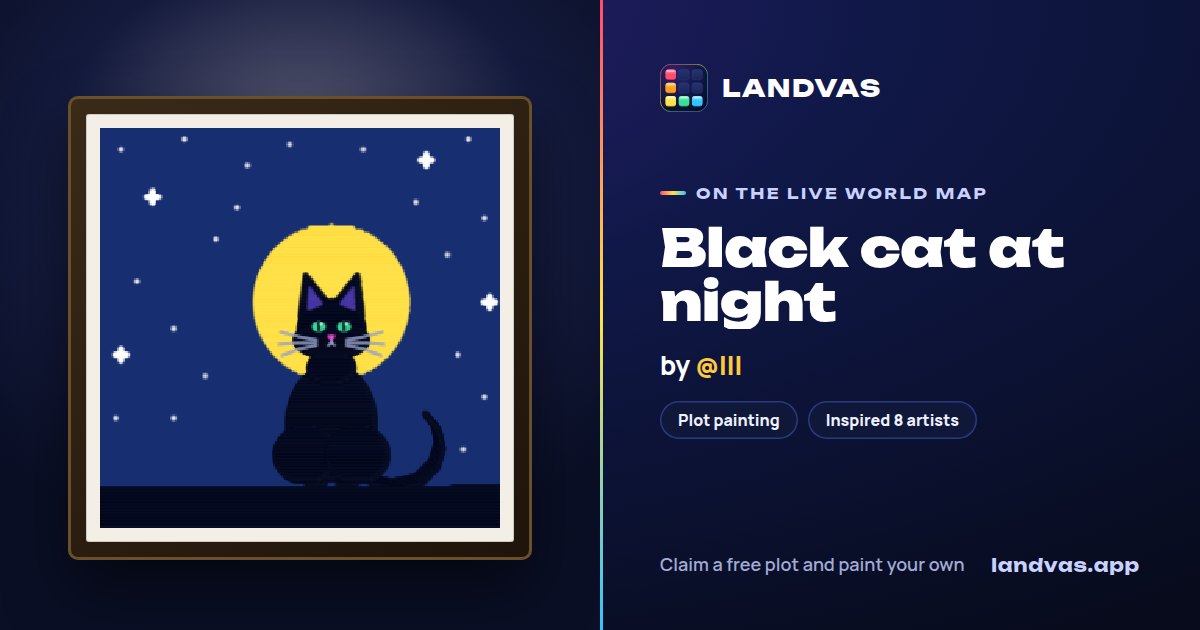 LANDVAS
ON THE LIVE WORLD MAP
Black cat at
night
by @lll
Plot painting
Inspired 8 artists
Claim a free plot and paint your own
landvas.app